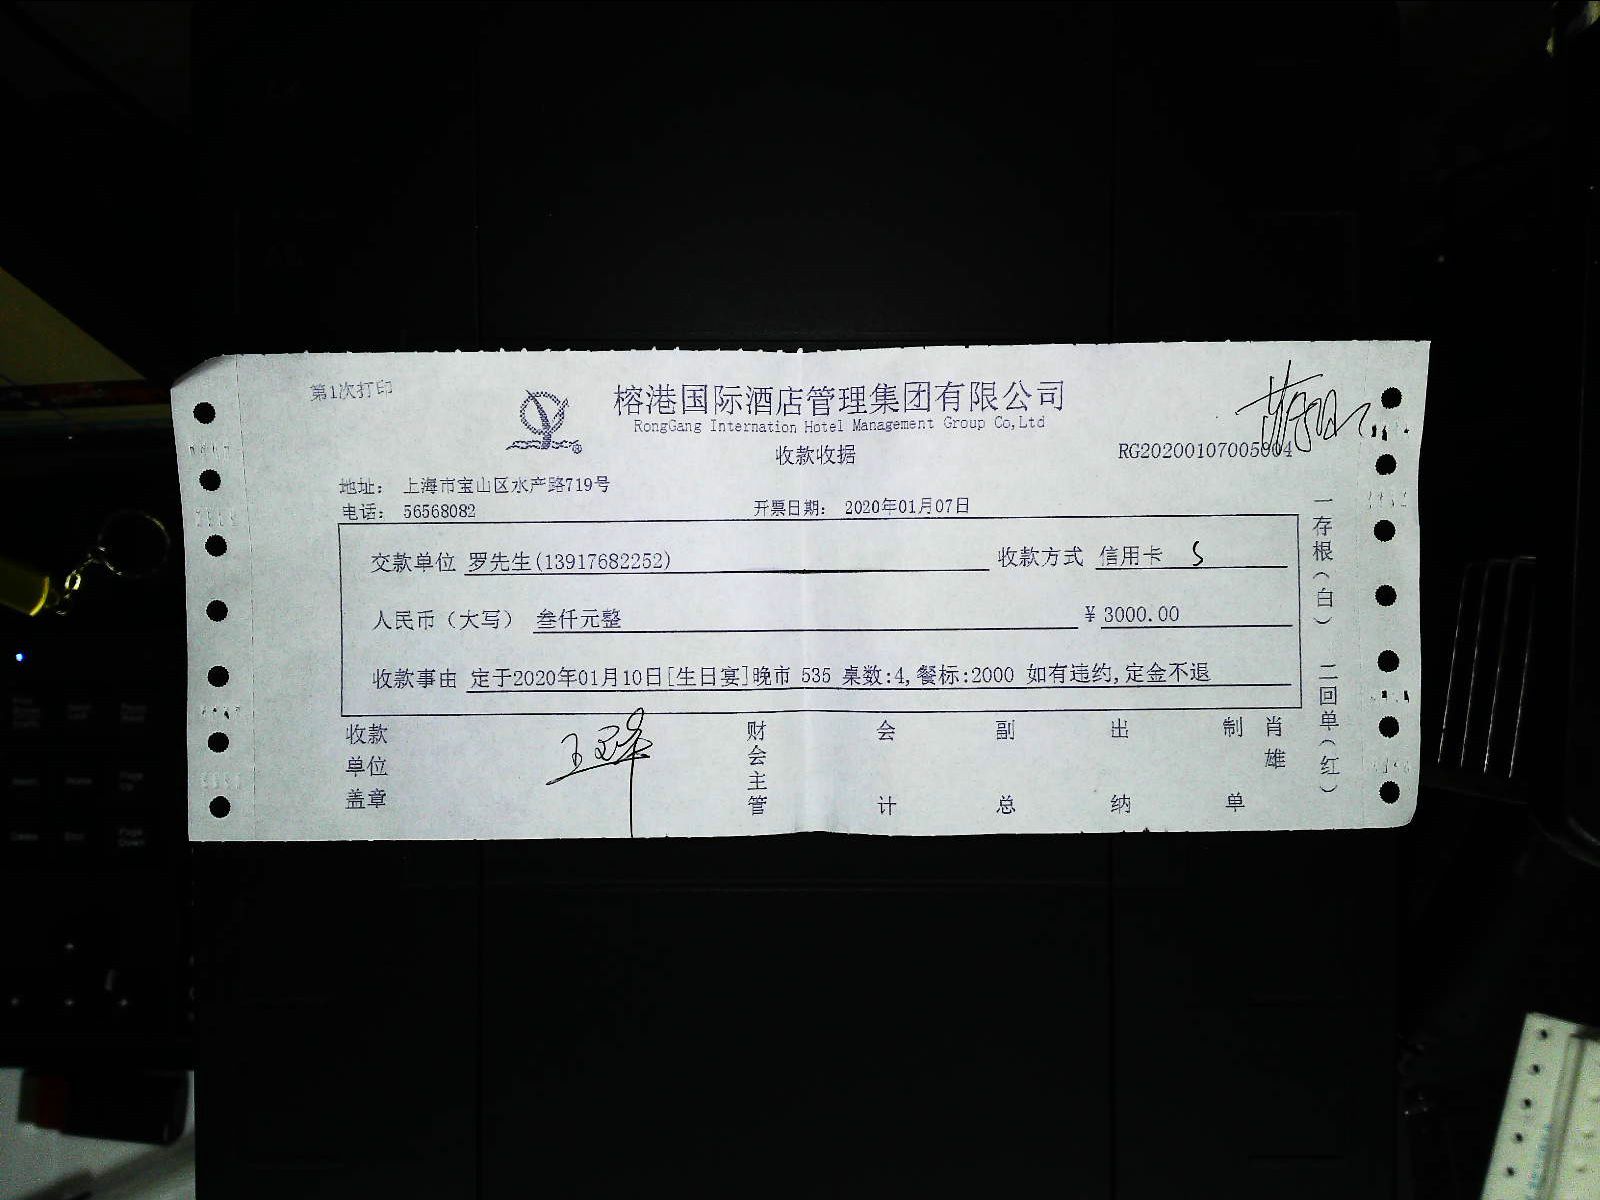 第1次打印
榕港国际酒店管理集团有限公司
RongGang Internation Hotel Management Group Co,Ltd
收款收据
RG20200107005004
地址： 上海市宝山区水产路719号
电话： 56568082
开票日期： 2020年01月07日
交款单位 罗先生(13917682252) 收款方式 信用卡 S
人民币（大写） 叁仟元整 ¥3000.00
收款事由 定于2020年01月10日[生日宴]晚市 535 桌数:4,餐标:2000 如有违约,定金不退
收款单位盖章
财会主管
会计
副总
出纳
制单
肖雄
一存根（白） 二回单（红）